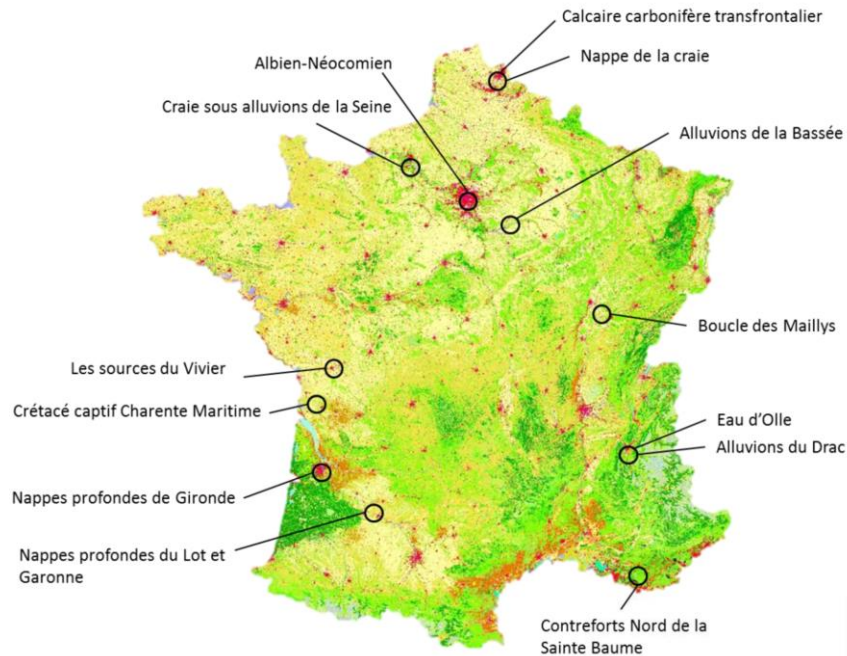 Calcaire carbonifère transfrontalier
Nappe de la craie
Albien-Néocomien
Craie sous alluvions de la Seine
Alluvions de la Bassée
Boucle des Maillys
Les sources du Vivier
Crétacé captif Charente Maritime
Eau d'Olle
Alluvions du Drac
Nappes profondes de Gironde
Nappes profondes du Lot et
Garonne
Contreforts Nord de la
Sainte Baume